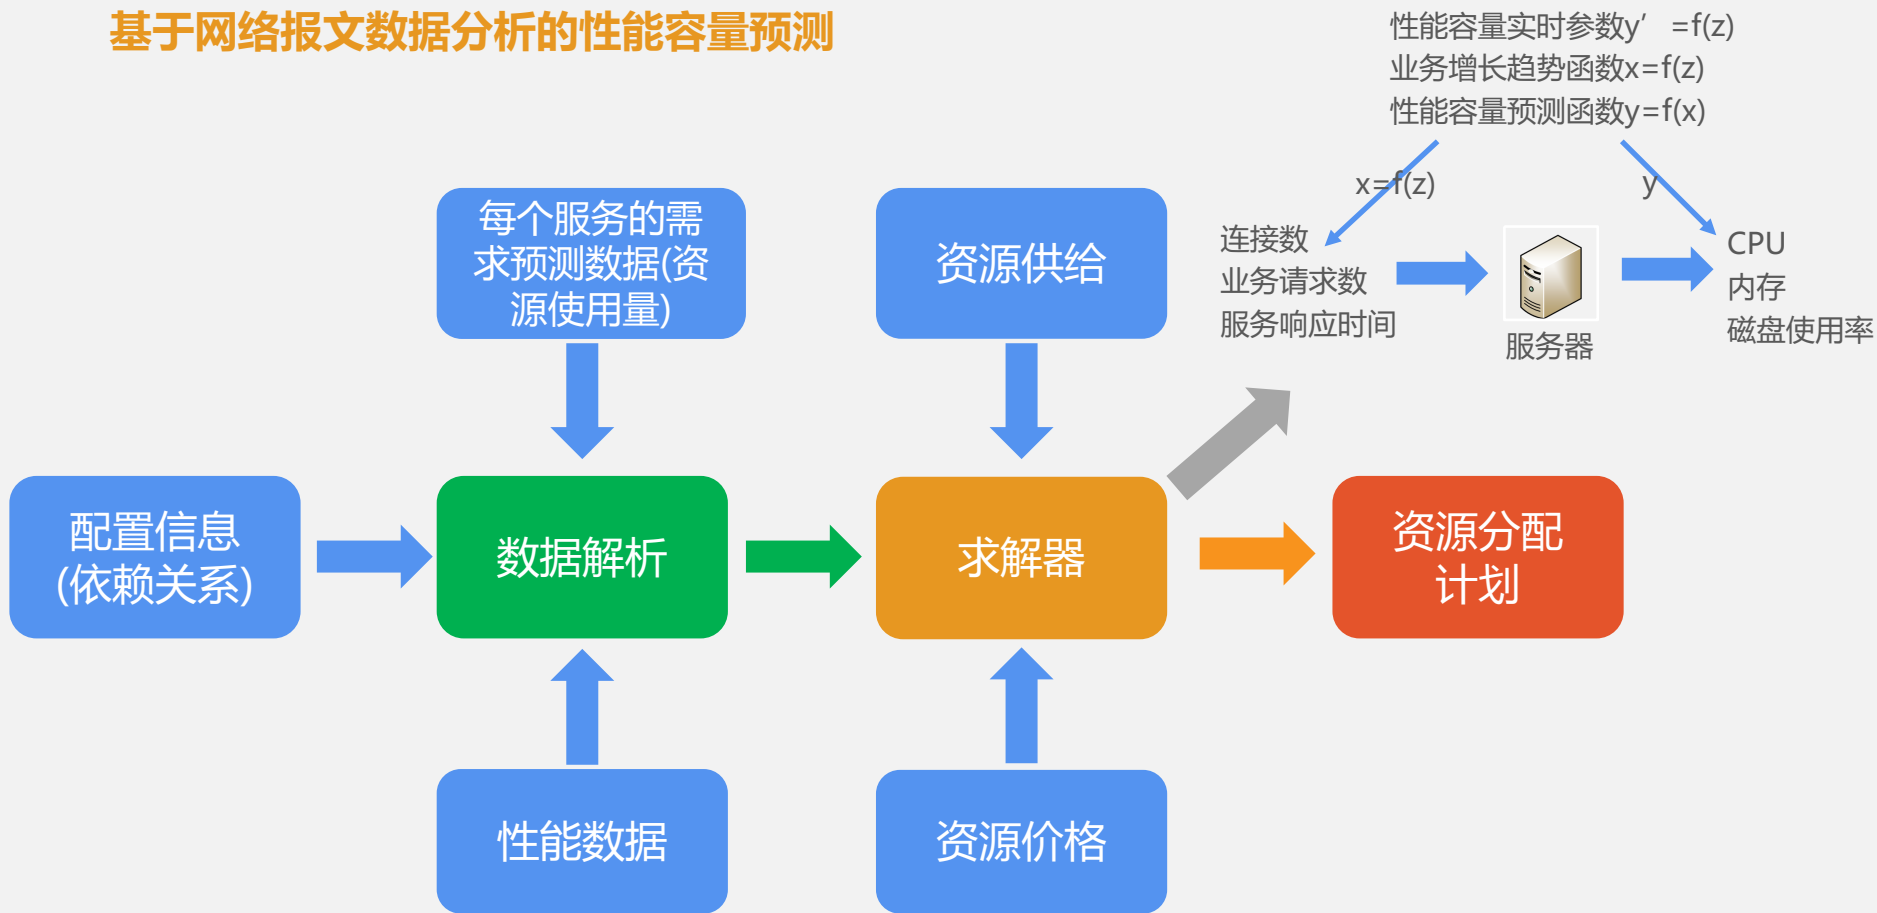 基于网络报文数据分析的性能容量预测
性能容量实时参数y’ =f(z)
业务增长趋势函数x=f(z)
性能容量预测函数y=f(x)
x=f(z)
y
每个服务的需
求预测数据(资
源使用量)
资源供给
连接数
业务请求数
服务响应时间
服务器
CPU
内存
磁盘使用率
配置信息
(依赖关系)
数据解析
求解器
资源分配
计划
性能数据
资源价格